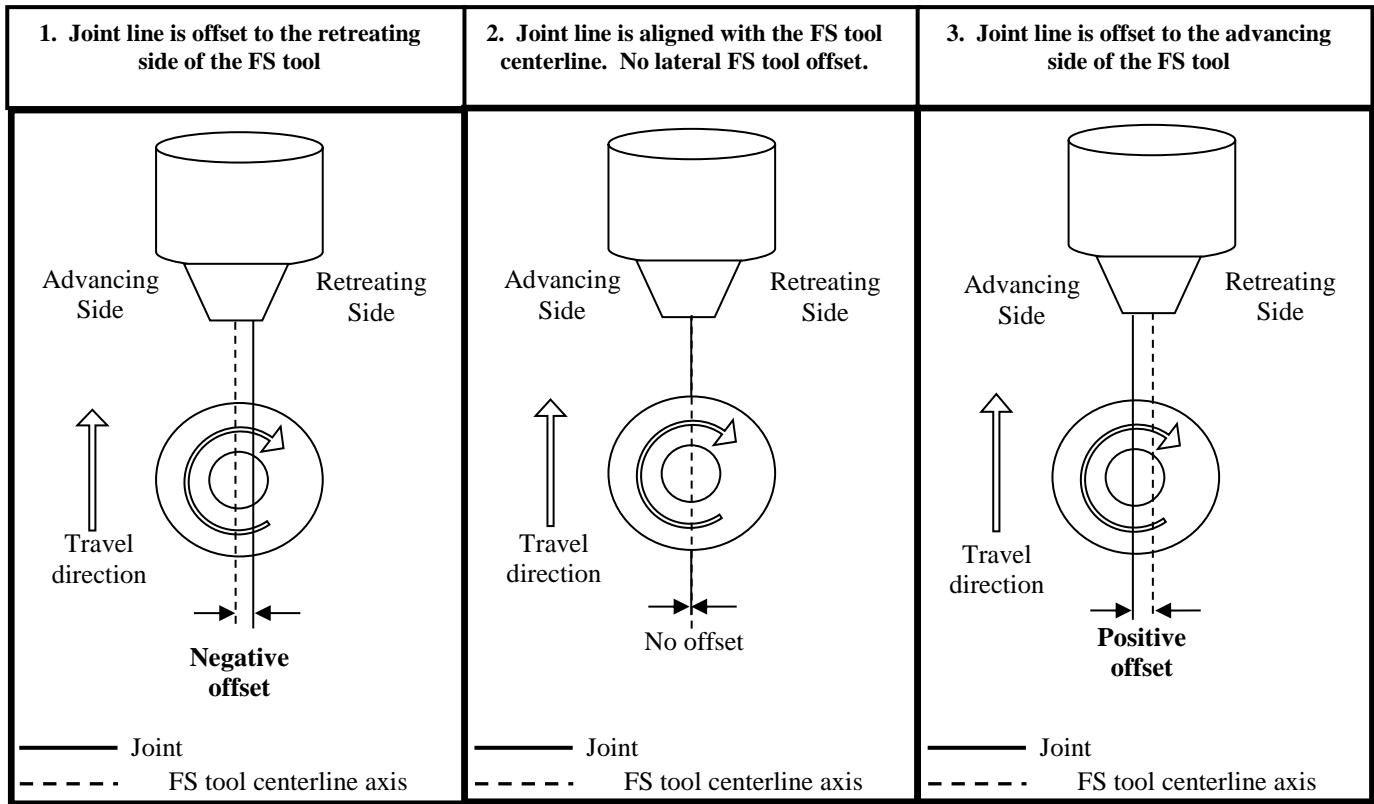 1. Joint line is offset to the retreating
side of the FS tool
2. Joint line is aligned with the FS tool
centerline. No lateral FS tool offset.
3. Joint line is offset to the advancing
side of the FS tool
Advancing
Side
Retreating
Side
Travel
direction
Negative
offset
Joint
FS tool centerline axis
Advancing
Side
Retreating
Side
Travel
direction
No offset
Joint
FS tool centerline axis
Advancing
Side
Retreating
Side
Travel
direction
Positive
offset
Joint
FS tool centerline axis